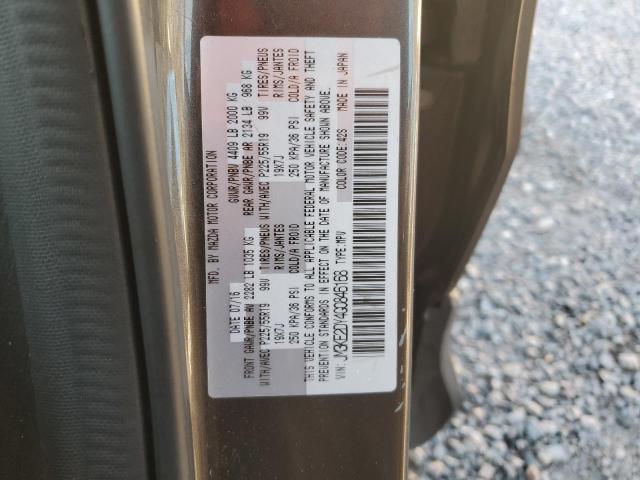 MFD. BY MAZDA MOTOR CORPORATION
DATE 07/16 GVWR/PNBV 4409 LB 2000 KG
FRONT GAWR/PNBE AV 2282 LB 1035 KG REAR GAWR/PNBE AR 2134 LB 968 KG
WITH/AVEC P225/55R19 99V TIRES/PNEUS WITH/AVEC P225/55R19 99V TIRES/PNEUS
19X7J RIMS/JANTES 19X7J RIMS/JANTES
250 KPA/36 PSI COLD/A FROID 250 KPA/36 PSI COLD/A FROID
THIS VEHICLE CONFORMS TO ALL APPLICABLE FEDERAL MOTOR VEHICLE SAFETY AND THEFT
PREVENTION STANDARDS IN EFFECT ON THE DATE OF MANUFACTURE SHOWN ABOVE.
VIN: JM3KE2DY4G0846168 TYPE:MPV COLOR CODE:42S MADE IN JAPAN